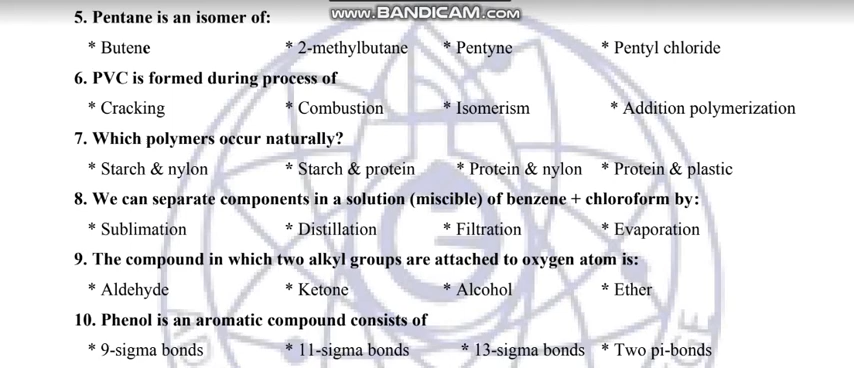 www.BANDICAM.com
5. Pentane is an isomer of:
* Butene * 2-methylbutane * Pentyne * Pentyl chloride
6. PVC is formed during process of
* Cracking * Combustion * Isomerism * Addition polymerization
7. Which polymers occur naturally?
* Starch & nylon * Starch & protein * Protein & nylon * Protein & plastic
8. We can separate components in a solution (miscible) of benzene + chloroform by:
* Sublimation * Distillation * Filtration * Evaporation
9. The compound in which two alkyl groups are attached to oxygen atom is:
* Aldehyde * Ketone * Alcohol * Ether
10. Phenol is an aromatic compound consists of
* 9-sigma bonds * 11-sigma bonds * 13-sigma bonds * Two pi-bonds